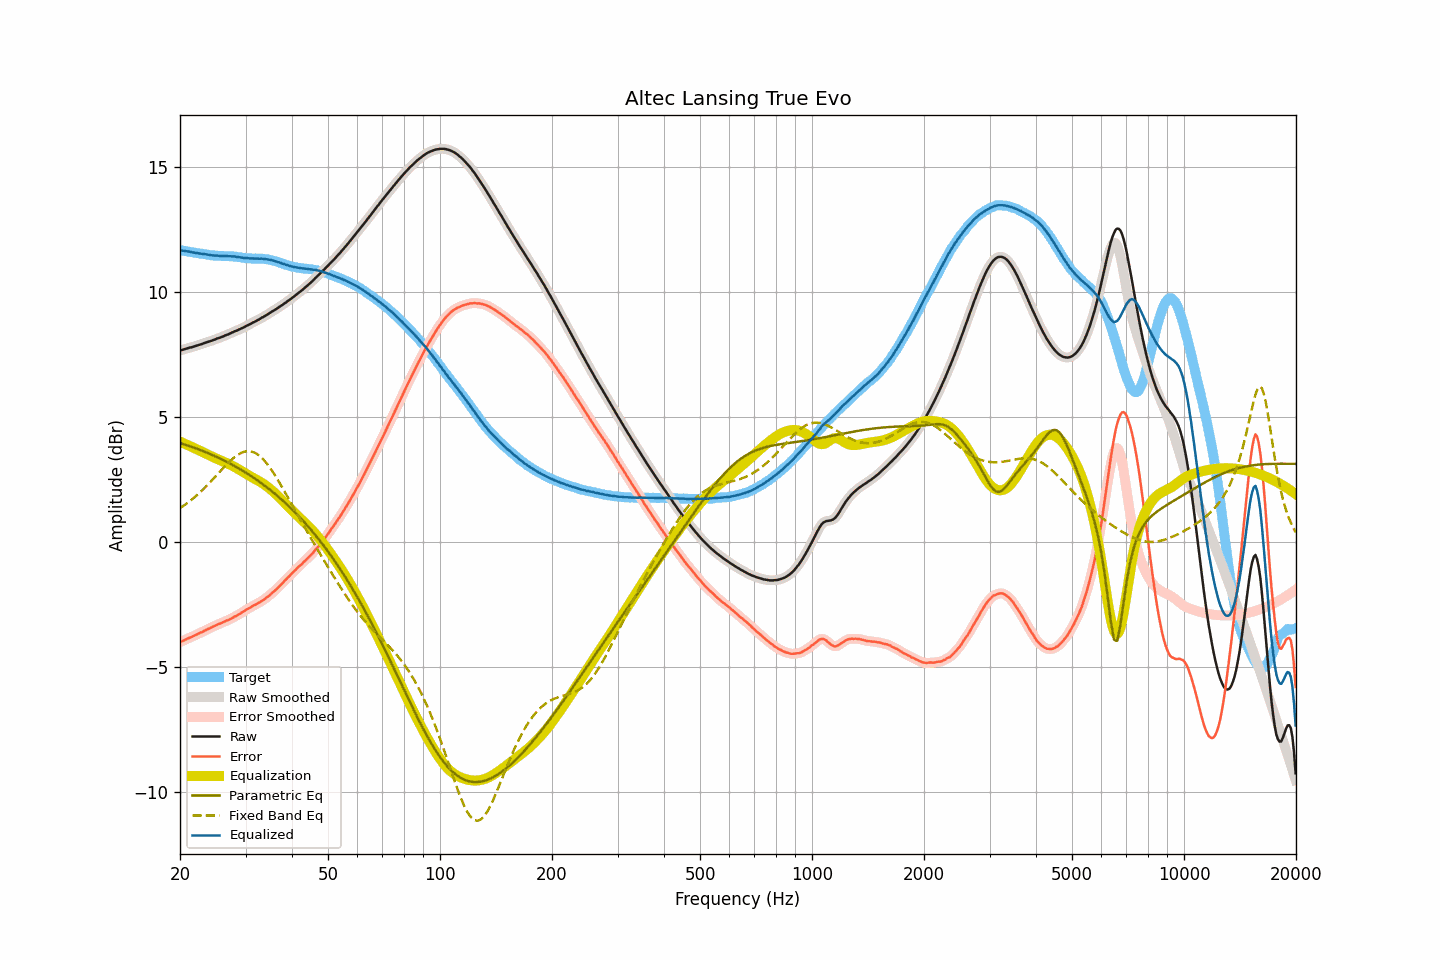 Altec Lansing True Evo
Amplitude (dBr)
15
10
5
0
−5
−10
Target
Raw Smoothed
Error Smoothed
Raw
Error
Equalization
Parametric Eq
Fixed Band Eq
Equalized
20 50 100 200 500 1000 2000 5000 10000 20000
Frequency (Hz)